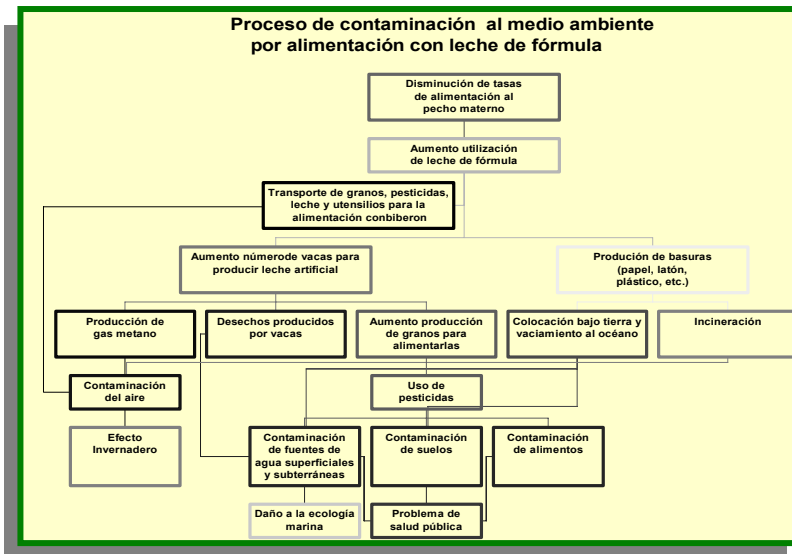 Proceso de contaminación al medio ambiente
por alimentación con leche de fórmula
Disminución de tasas
de alimentación al
pecho materno
Aumento utilización
de leche de fórmula
Transporte de granos, pesticidas,
leche y utensilios para la
alimentación conbiberon
Aumento númerode vacas para
producir leche artificial
Produción de basuras
(papel, latón,
plástico, etc.)
Producción de
gas metano
Desechos producidos
por vacas
Aumento producción
de granos para
alimentarlas
Colocación bajo tierra y
vaciamiento al océano
Incineración
Contaminación
del aire
Uso de
pesticidas
Efecto
Invernadero
Contaminación
de fuentes de
agua superficiales
y subterráneas
Contaminación
de suelos
Contaminación
de alimentos
Daño a la ecología
marina
Problema de
salud pública